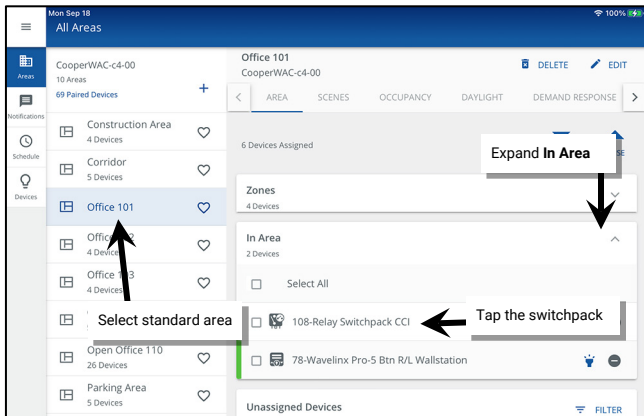 Mon Sep 18
100%
All Areas
Areas
Notifications
Schedule
Devices
CooperWAC-c4-00
10 Areas
69 Paired Devices
+
Construction Area
4 Devices
Corridor
5 Devices
Office 101
4 Devices
Office 3
4 Devices
Select standard area
Open Office 110
26 Devices
Parking Area
5 Devices
Office 101
CooperWAC-c4-00
DELETE
EDIT
AREA
SCENES
OCCUPANCY
DAYLIGHT
DEMAND RESPONSE
6 Devices Assigned
Expand In Area
Zones
4 Devices
In Area
2 Devices
Select All
108-Relay Switchpack CCI
Tap the switchpack
78-Wavelinx Pro-5 Btn R/L Wallstation
Unassigned Devices
FILTER